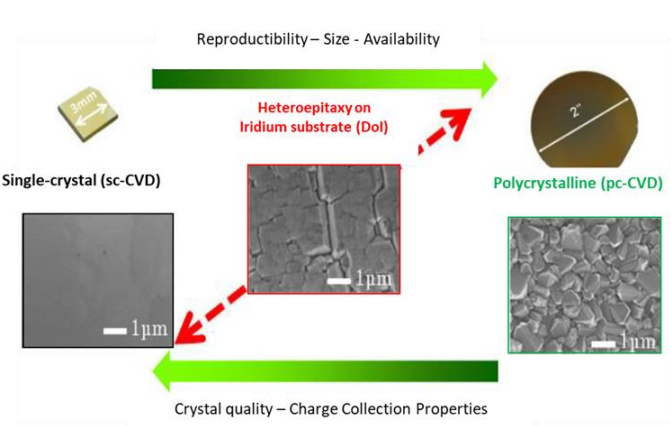 Reproductibility – Size - Availability
3mm
Heteroepitaxy on
Iridium substrate (DoI)
2"
Single-crystal (sc-CVD)
Polycrystalline (pc-CVD)
1µm
1µm
1µm
Crystal quality – Charge Collection Properties